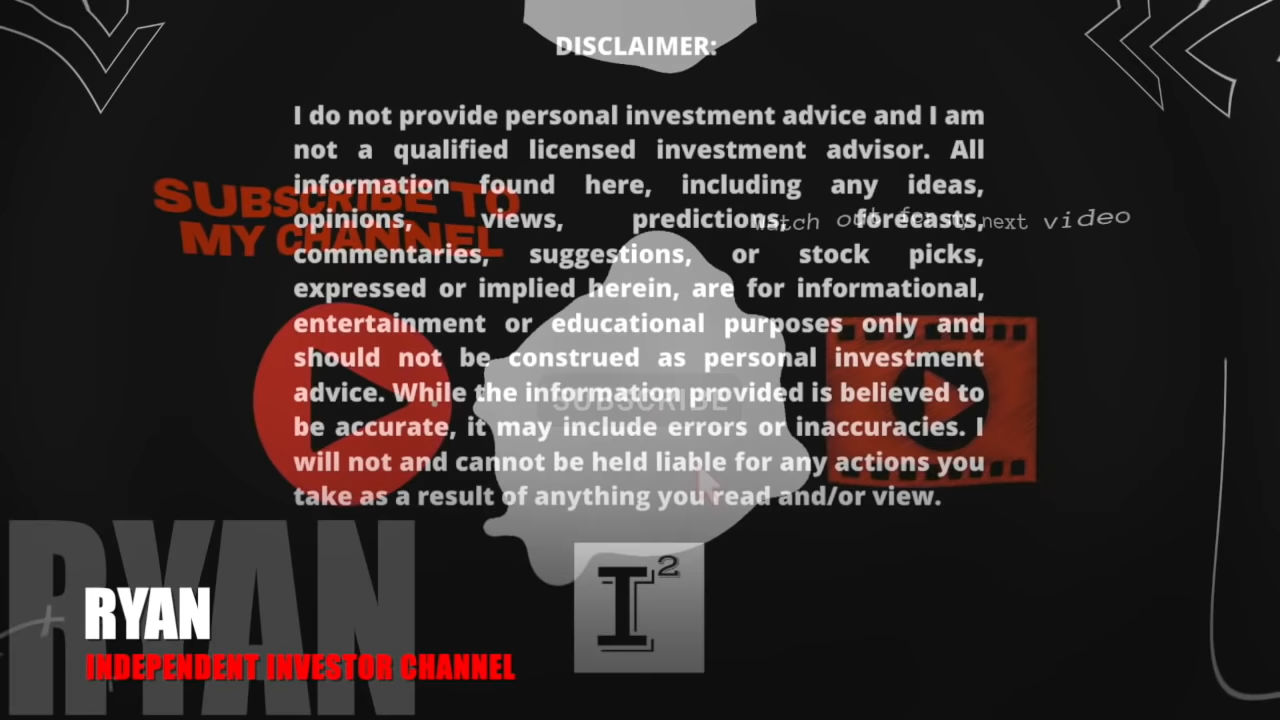 DISCLAIMER:
I do not provide personal investment advice and I am
not a qualified licensed investment advisor. All
information found here, including any ideas,
opinions, views, predictions, forecasts,
commentaries, suggestions, or stock picks,
expressed or implied herein, are for informational,
entertainment or educational purposes only and
should not be construed as personal investment
advice. While the information provided is believed to
be accurate, it may include errors or inaccuracies. I
will not and cannot be held liable for any actions you
take as a result of anything you read and/or view.
SUBSCRIBE TO
MY CHANNEL
watch out for my next video
SUBSCRIBE
I²
RYAN
RYAN
INDEPENDENT INVESTOR CHANNEL